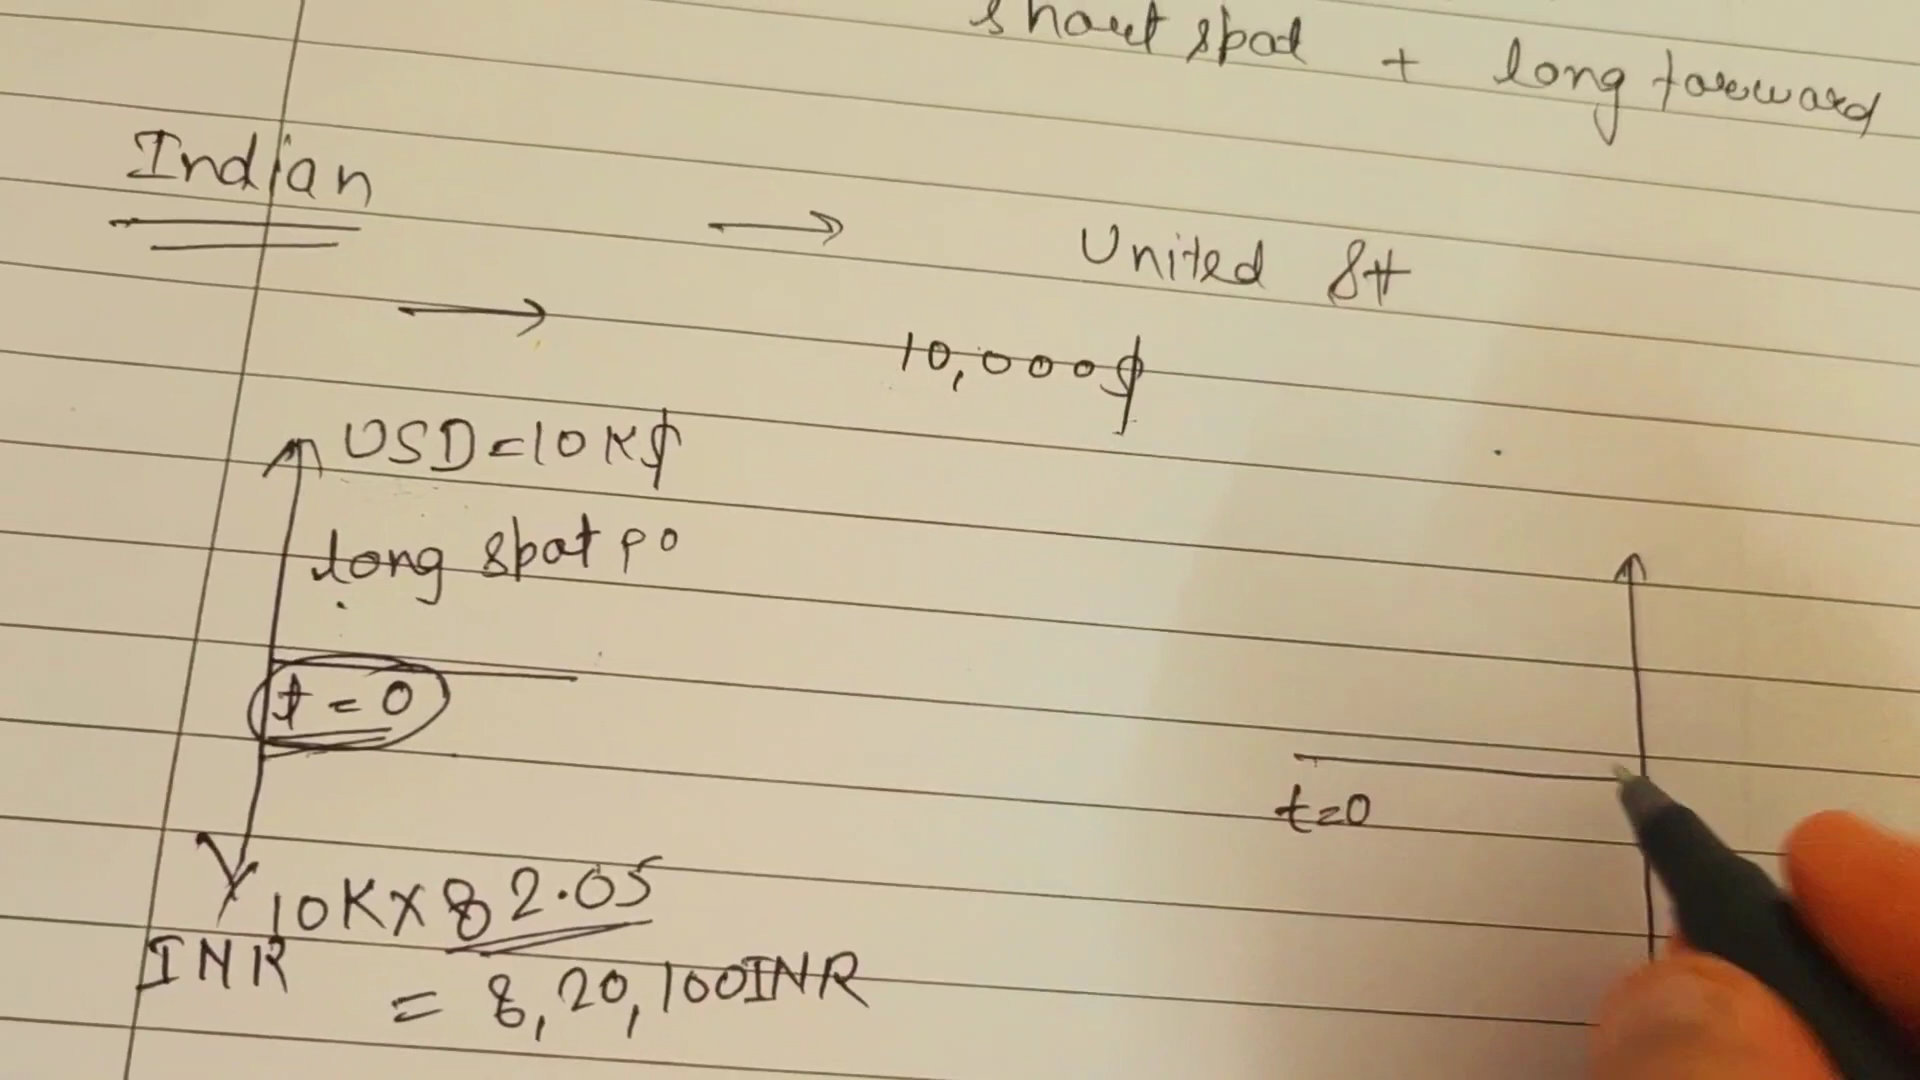 short spot + long forward
Indian → United St
→ 10,000$
USD=10K$
long spot po
t=0
t=0
10K×82.05
INR
= 8,20,100INR